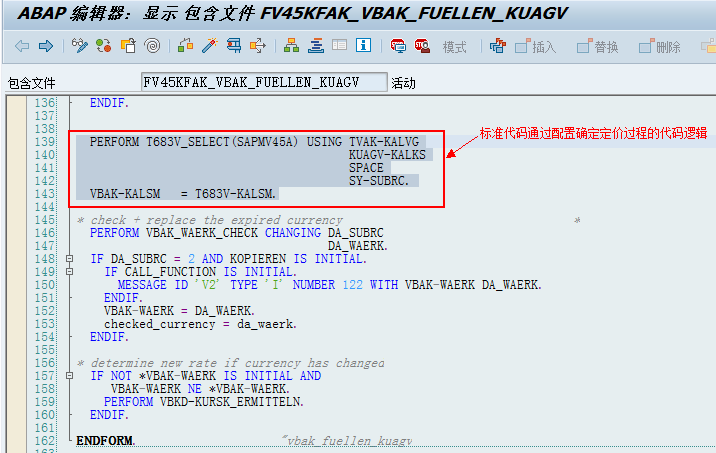 ABAP 编辑器: 显示 包含文件 FV45KFAK_VBAK_FUELLEN_KUAGV
模式 插入 替换 删除
包含文件 FV45KFAK_VBAK_FUELLEN_KUAGV 活动
136 ENDIF.
137
138
139 PERFORM T683V_SELECT(SAPMV45A) USING TVAK-KALVG
标准代码通过配置确定定价过程的代码逻辑
140 KUAGV-KALKS
141 SPACE
142 SY-SUBRC.
143 VBAK-KALSM = T683V-KALSM.
144
145 * check + replace the expired currency *
146 PERFORM VBAK_WAERK_CHECK CHANGING DA_SUBRC
147 DA_WAERK.
148 IF DA_SUBRC = 2 AND KOPIEREN IS INITIAL.
149 IF CALL_FUNCTION IS INITIAL.
150 MESSAGE ID 'V2' TYPE 'I' NUMBER 122 WITH VBAK-WAERK DA_WAERK.
151 ENDIF.
152 VBAK-WAERK = DA_WAERK.
153 checked_currency = da_waerk.
154 ENDIF.
155
156 * determine new rate if currency has changed
157 IF NOT *VBAK-WAERK IS INITIAL AND
158 VBAK-WAERK NE *VBAK-WAERK.
159 PERFORM VBKD-KURSK_ERMITTELN.
160 ENDIF.
161
162 ENDFORM. "vbak_fuellen_kuagv